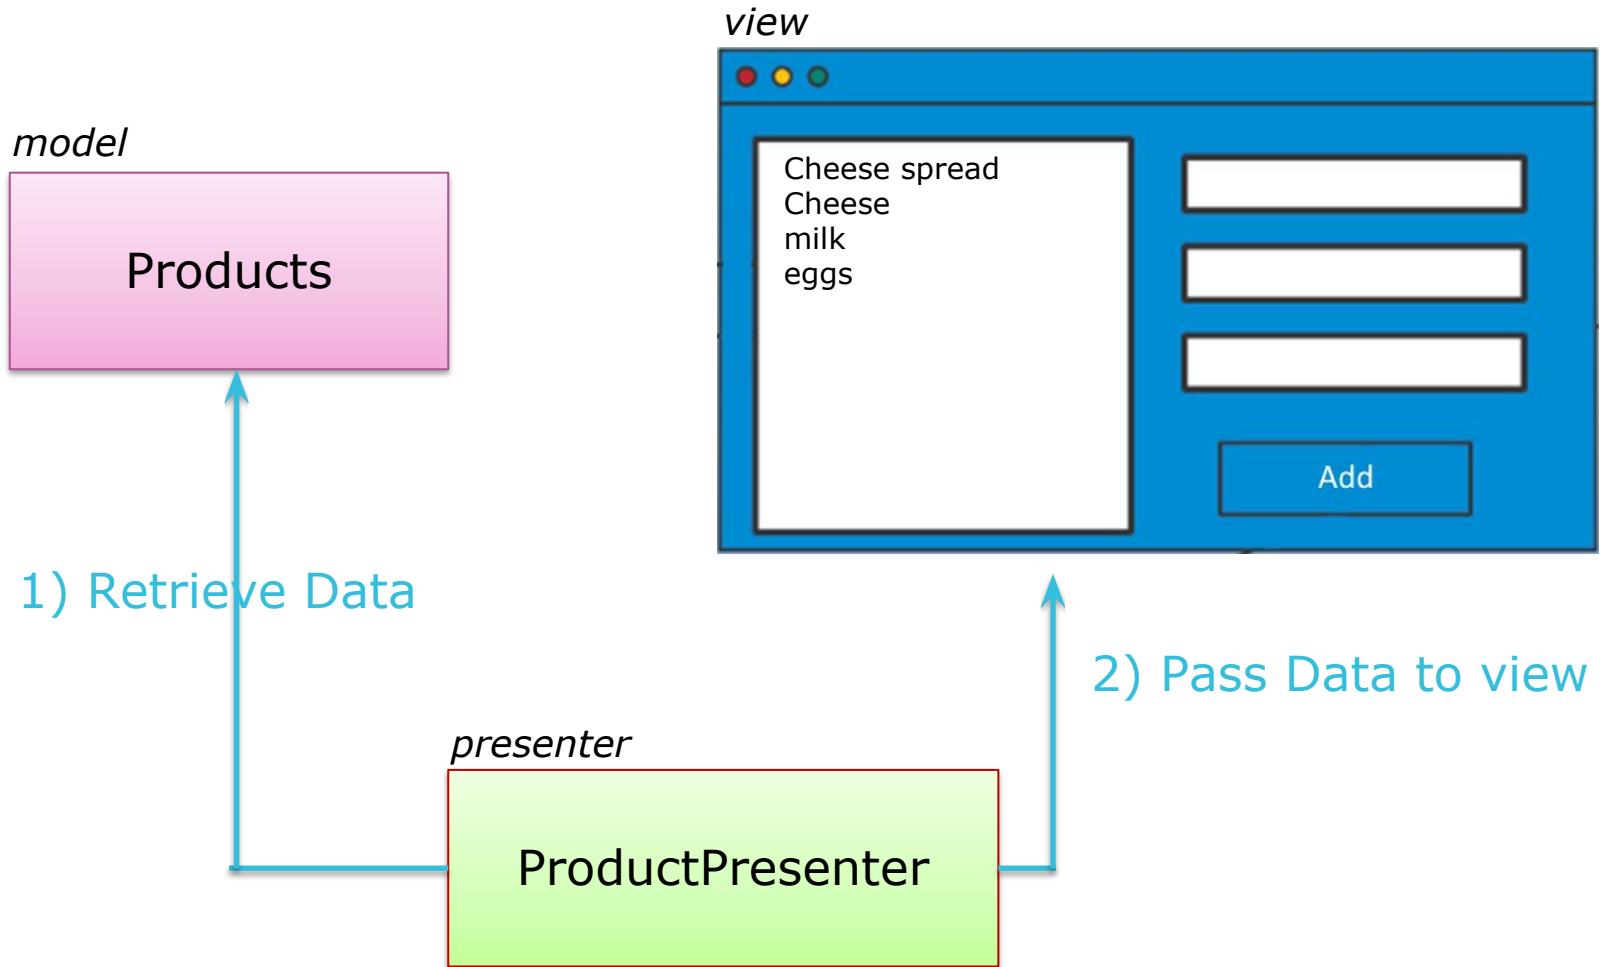 view
model
Products
Cheese spread
Cheese
milk
eggs
Add
1) Retrieve Data
2) Pass Data to view
presenter
ProductPresenter